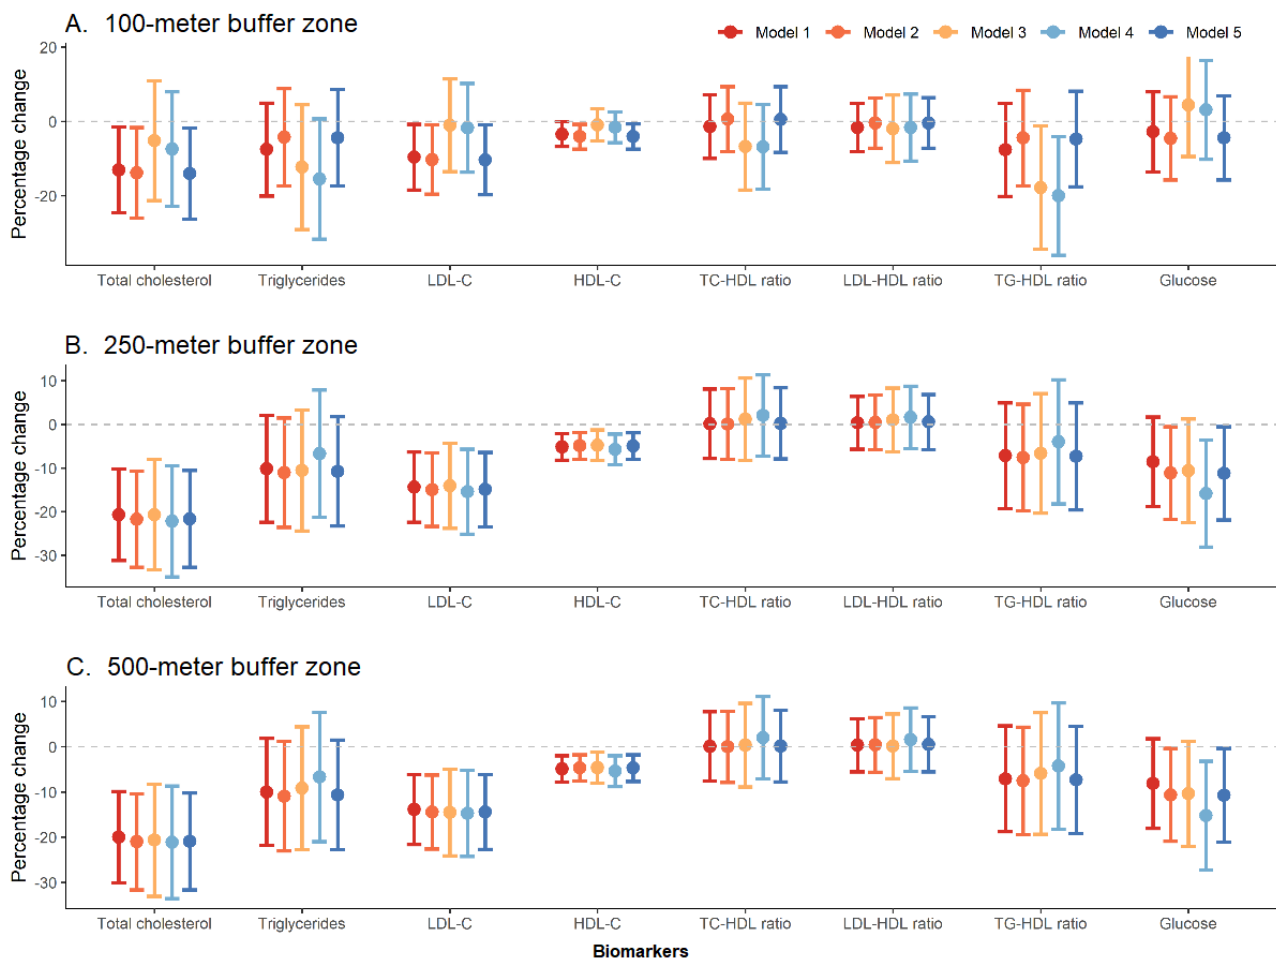 A. 100-meter buffer zone
Model 1 Model 2 Model 3 Model 4 Model 5
Percentage change
20
0
-20
Total cholesterol Triglycerides LDL-C HDL-C TC-HDL ratio LDL-HDL ratio TG-HDL ratio Glucose
B. 250-meter buffer zone
Percentage change
10
0
-10
-20
-30
Total cholesterol Triglycerides LDL-C HDL-C TC-HDL ratio LDL-HDL ratio TG-HDL ratio Glucose
C. 500-meter buffer zone
Percentage change
10
0
-10
-20
-30
Total cholesterol Triglycerides LDL-C HDL-C TC-HDL ratio LDL-HDL ratio TG-HDL ratio Glucose
Biomarkers